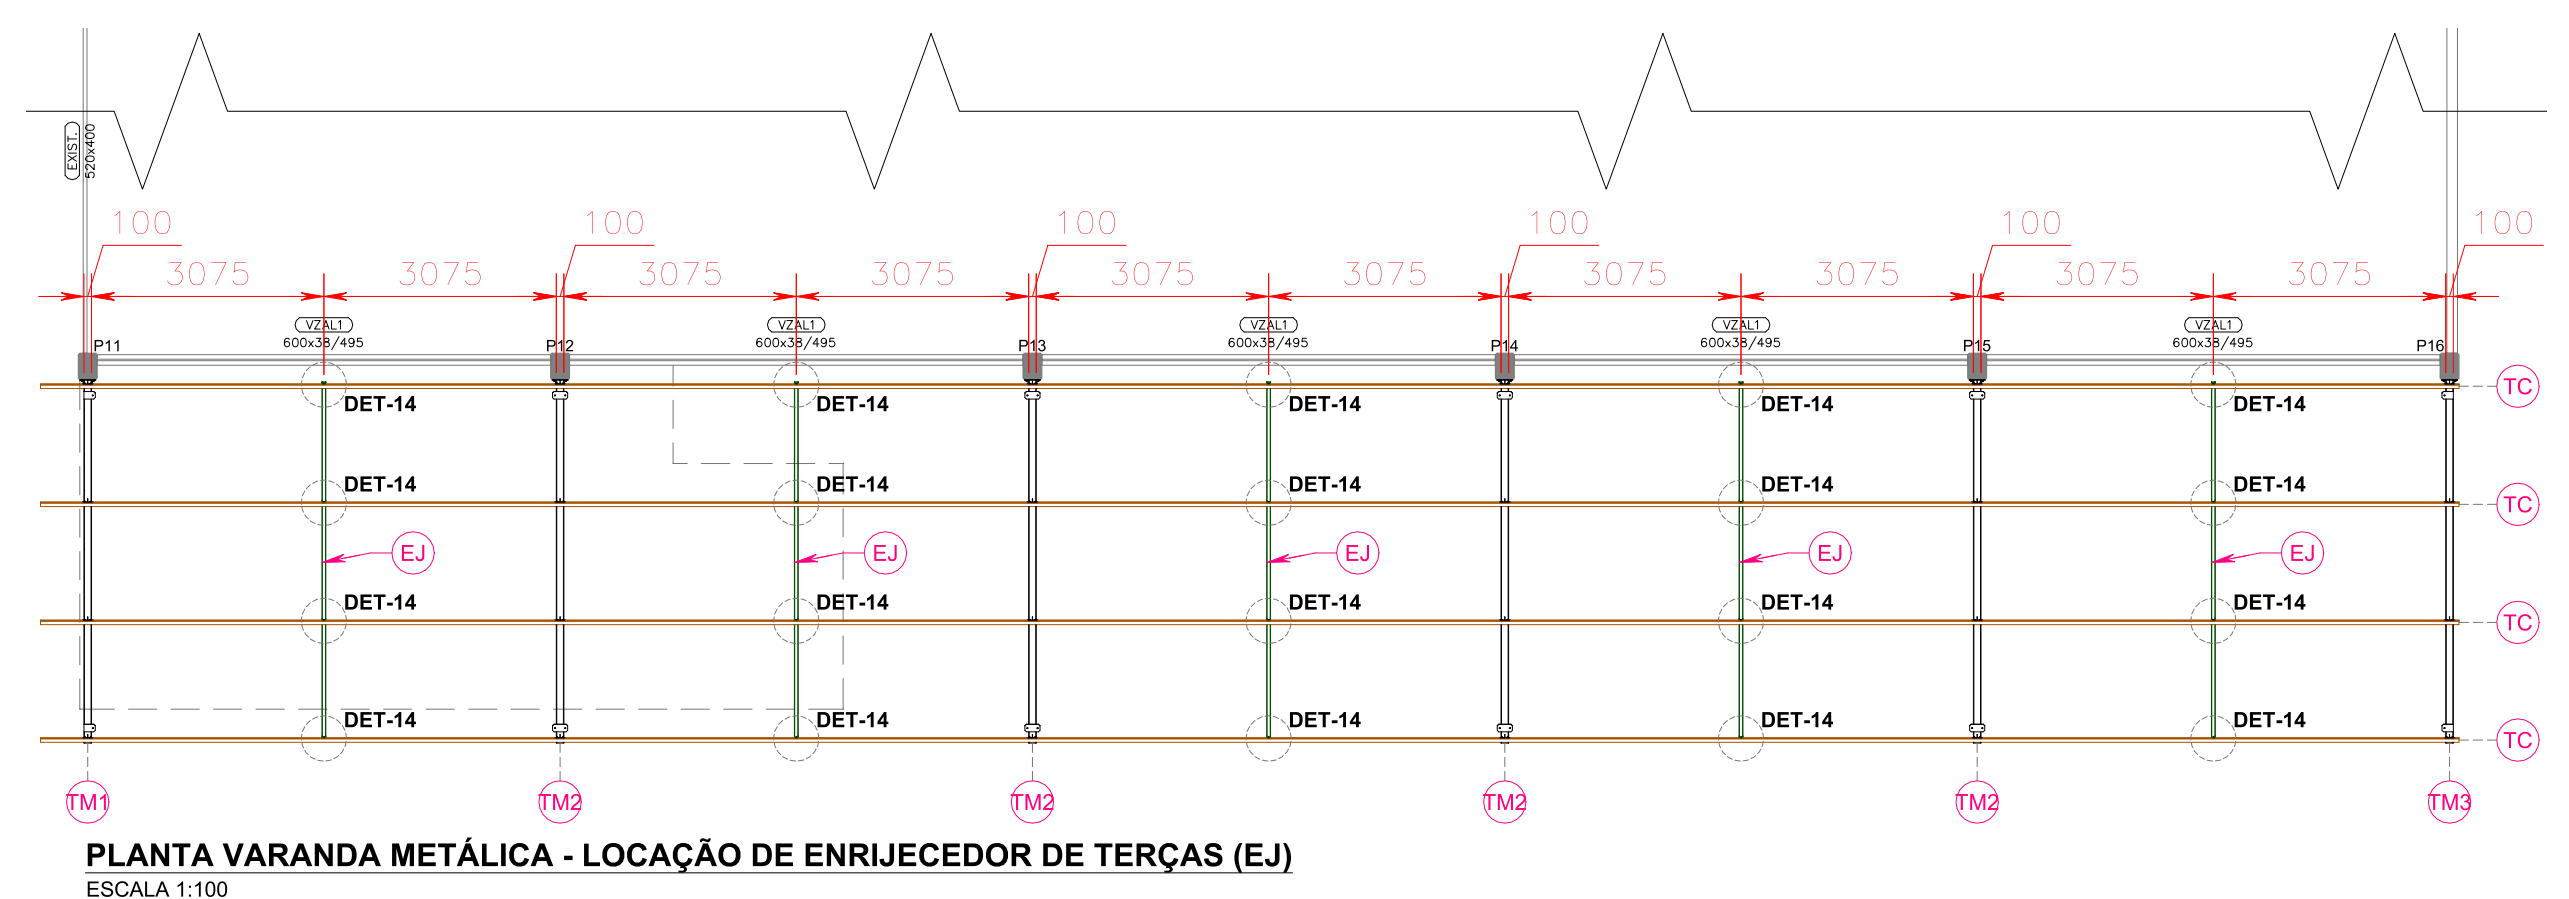 EXIST.
520x400
100 100 100 100 100 100
3075 3075 3075 3075 3075 3075 3075 3075 3075 3075
VZAL1 VZAL1 VZAL1 VZAL1 VZAL1
600x38/495 600x38/495 600x38/495 600x38/495 600x38/495
P11 P12 P13 P14 P15 P16
TC
DET-14 DET-14 DET-14 DET-14 DET-14
DET-14 DET-14 DET-14 DET-14 DET-14
TC
EJ EJ EJ EJ EJ
DET-14 DET-14 DET-14 DET-14 DET-14
TC
DET-14 DET-14 DET-14 DET-14 DET-14
TC
TM1 TM2 TM2 TM2 TM2 TM3
PLANTA VARANDA METÁLICA - LOCAÇÃO DE ENRIJECEDOR DE TERÇAS (EJ)
ESCALA 1:100